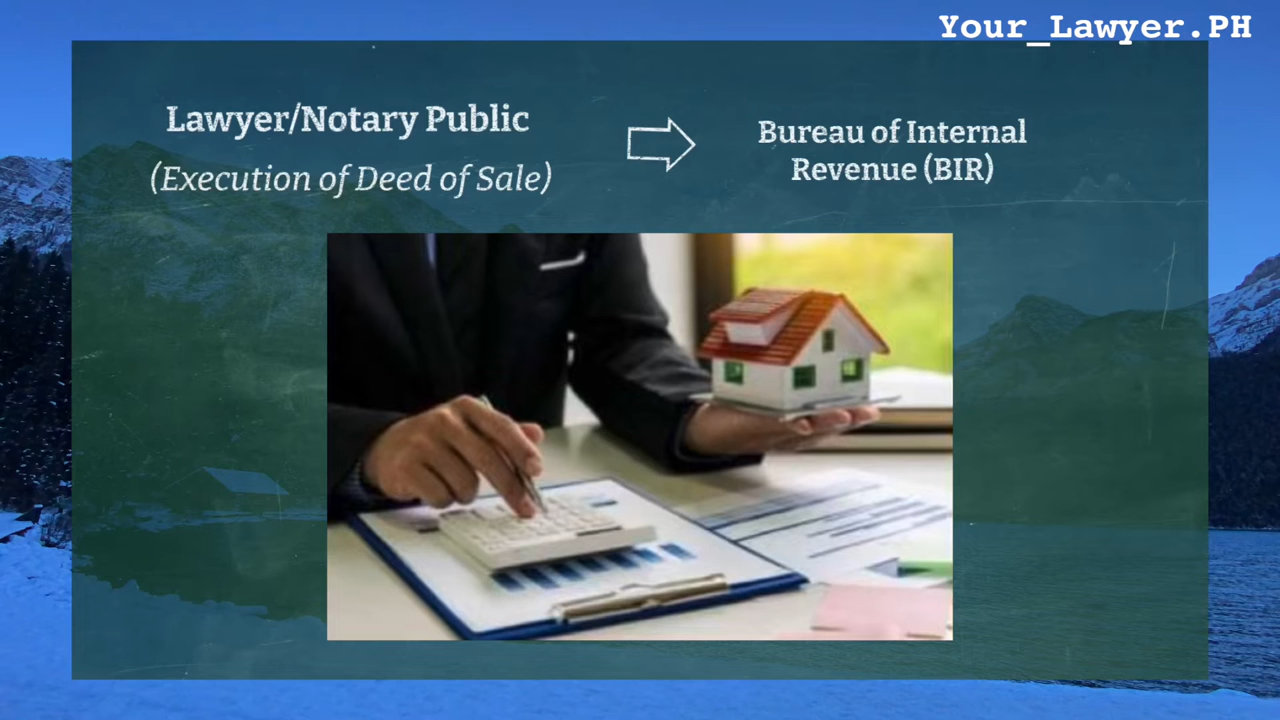 Your_Lawyer.PH
Lawyer/Notary Public
(Execution of Deed of Sale)
Bureau of Internal
Revenue (BIR)